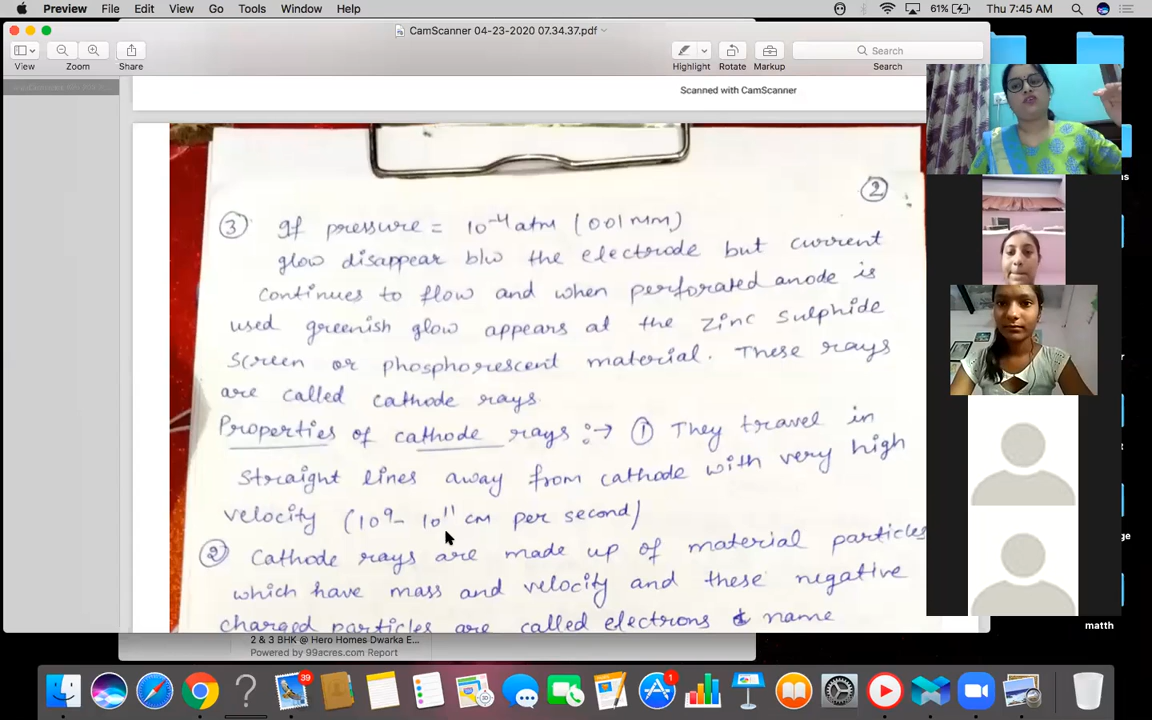 Preview File Edit View Go Tools Window Help
61% Thu 7:45 AM
CamScanner 04-23-2020 07.34.37.pdf
View Zoom Share Highlight Rotate Markup Search
Search
Scanned with CamScanner
2
3 If pressure = 10⁻⁴ atm (001 mm)
glow disappear b/w the electrode but current
continues to flow and when perforated anode is
used greenish glow appears at the zinc sulphide
screen or phosphorescent material. These rays
are called cathode rays.
Properties of cathode rays :→ 1 They travel in
straight lines away from cathode with very high
velocity (10⁹- 10¹¹ cm per second)
2 Cathode rays are made up of material particles
which have mass and velocity and these negative
charged particles are called electrons & name
2 & 3 BHK @ Hero Homes Dwarka E...
Powered by 99acres.com Report
matth
39
1